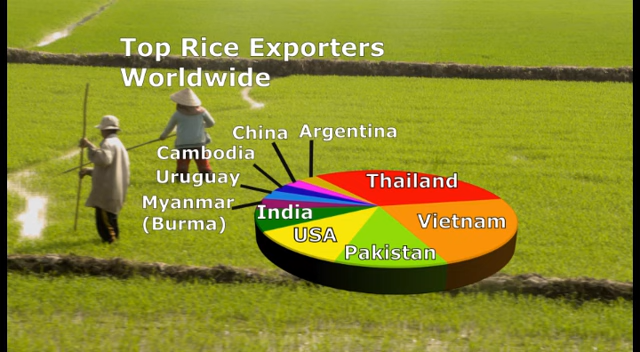 Top Rice Exporters
Worldwide
China
Argentina
Cambodia
Uruguay
Myanmar
(Burma)
Thailand
India
Vietnam
USA
Pakistan